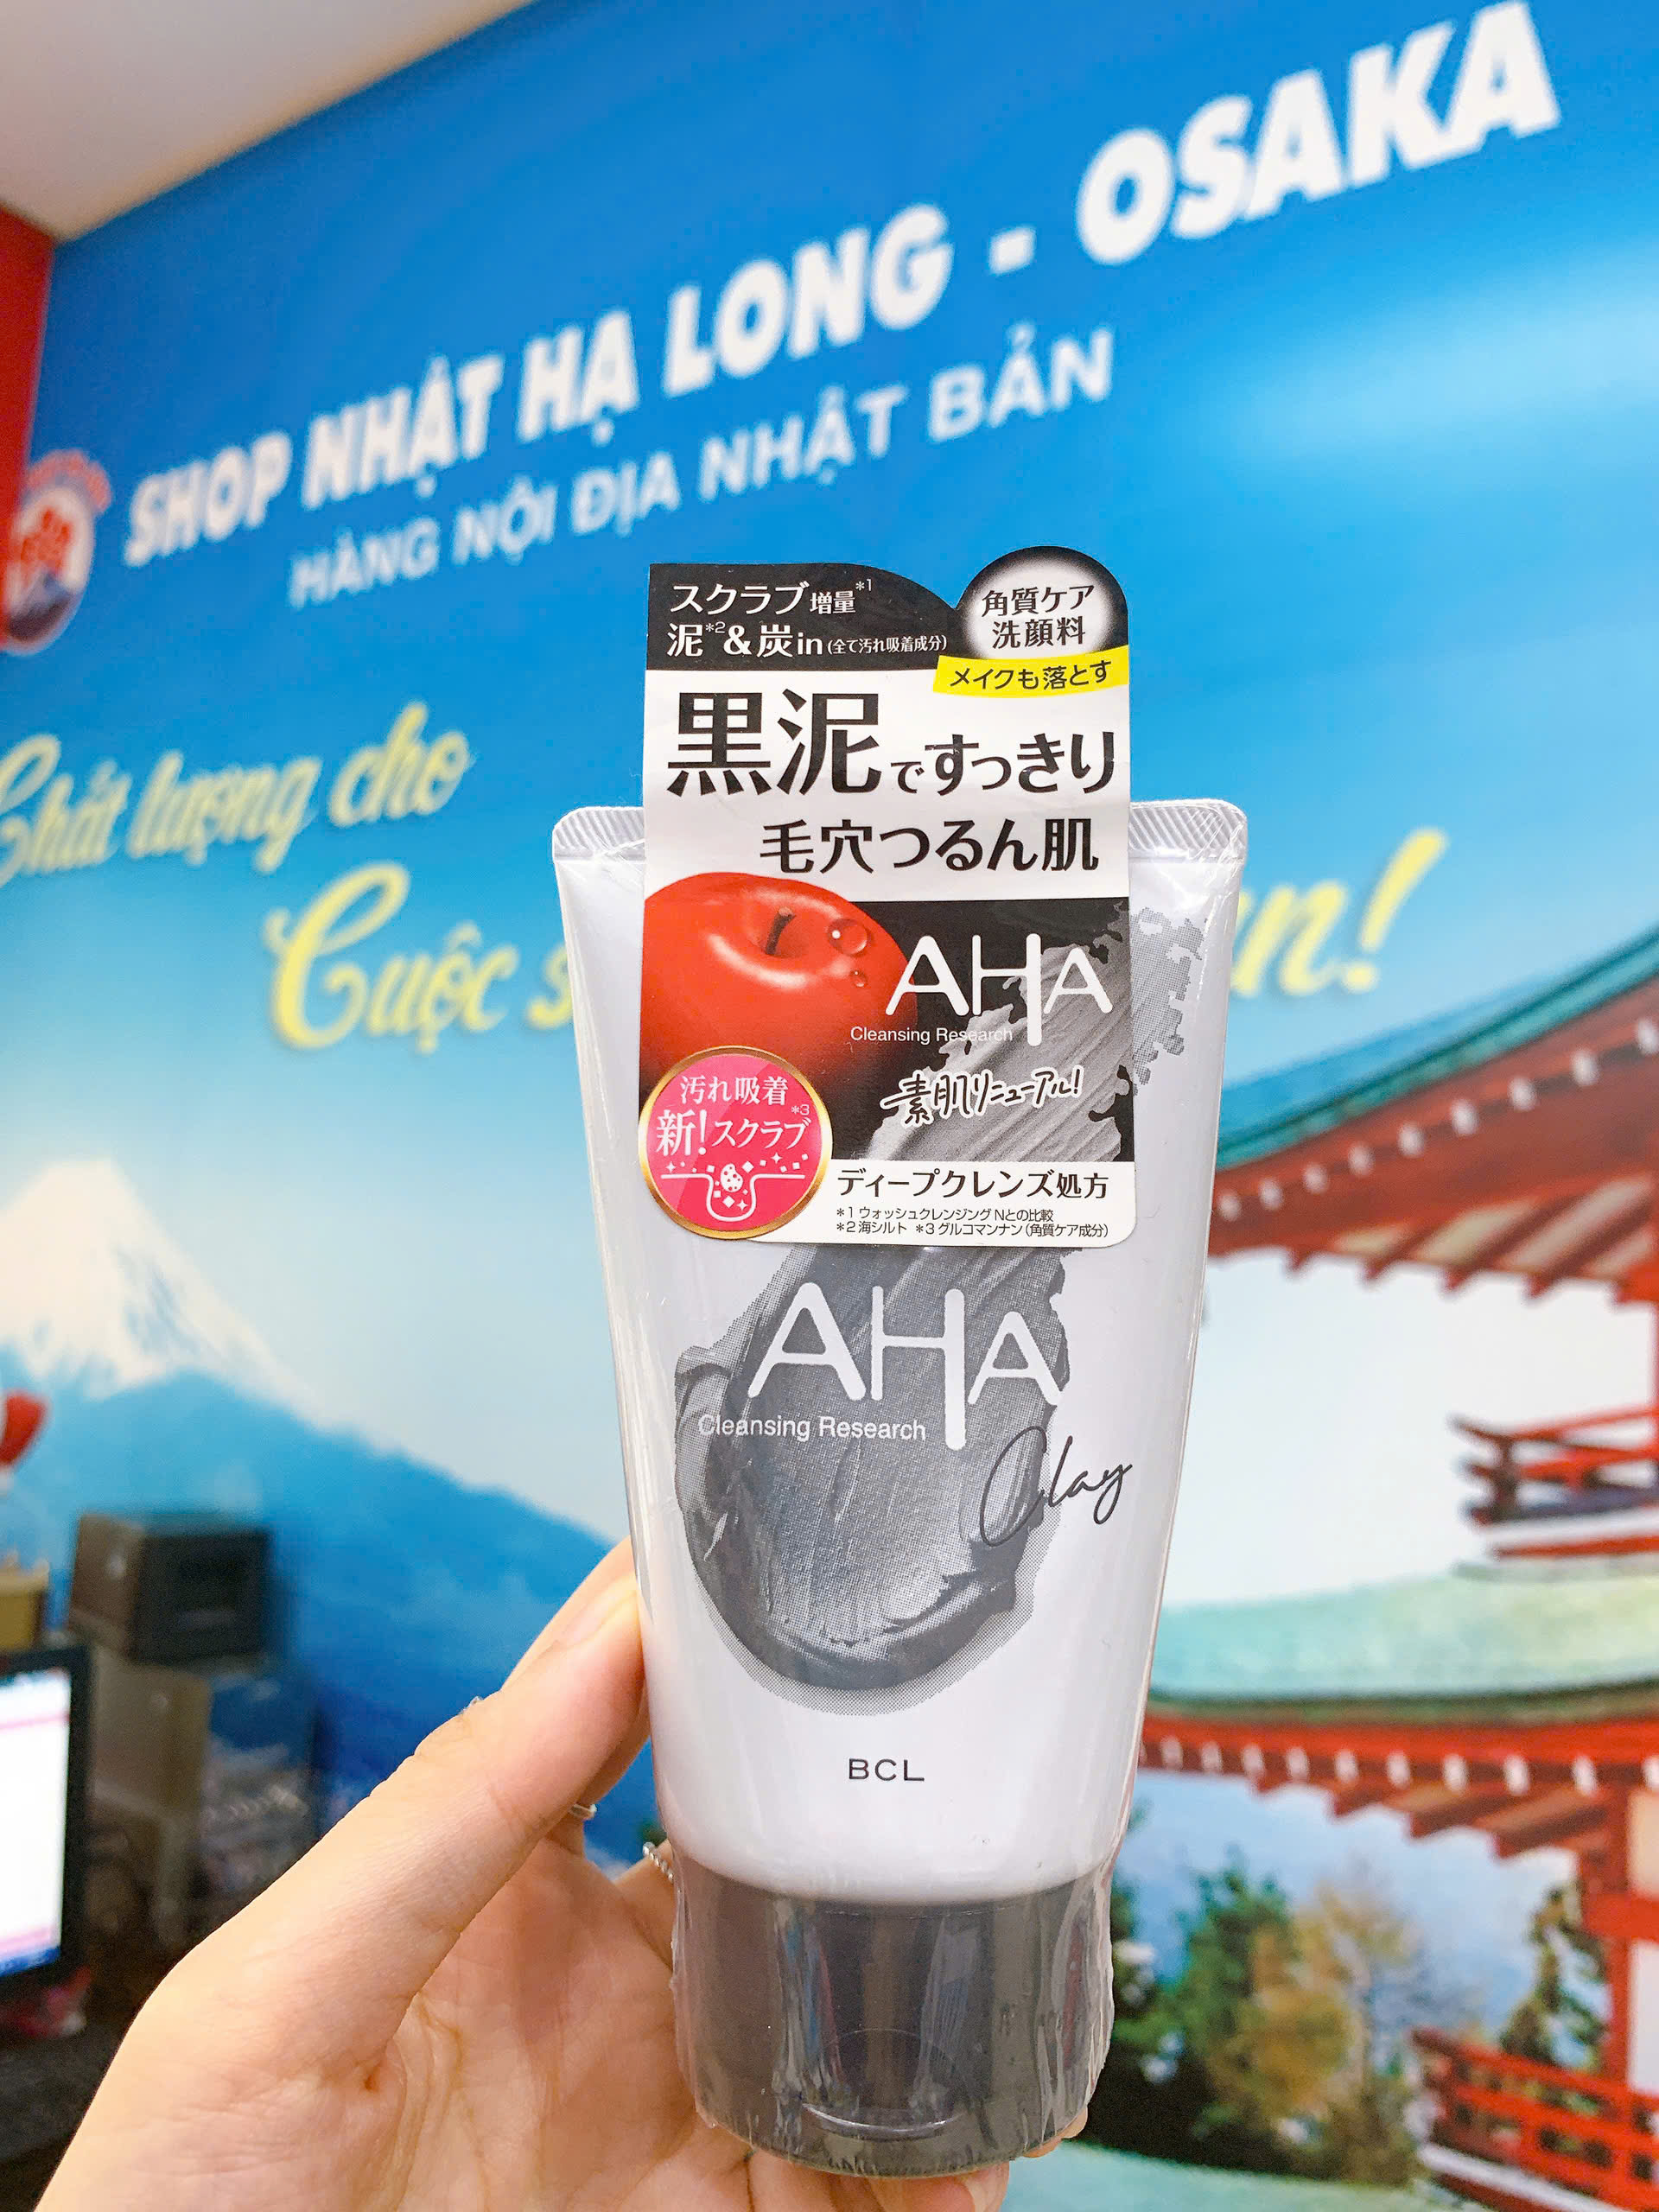 SHOP NHẬT HẠ LONG - OSAKA
HÀNG NỘI ĐỊA NHẬT BẢN
Chất lượng cho
Cuộc
スクラブ増量*1
泥*2&炭in(全て汚れ吸着成分)
角質ケア
洗顔料
メイクも落とす
黒泥ですっきり
毛穴つるん肌
AHA
Cleansing Research
素肌リニューアル!
汚れ吸着
新!スクラブ*3
ディープクレンズ処方
*1 ウォッシュクレンジング Nとの比較
*2 海シルト *3 グルコマンナン(角質ケア成分)
AHA
Cleansing Research
Clay
BCL